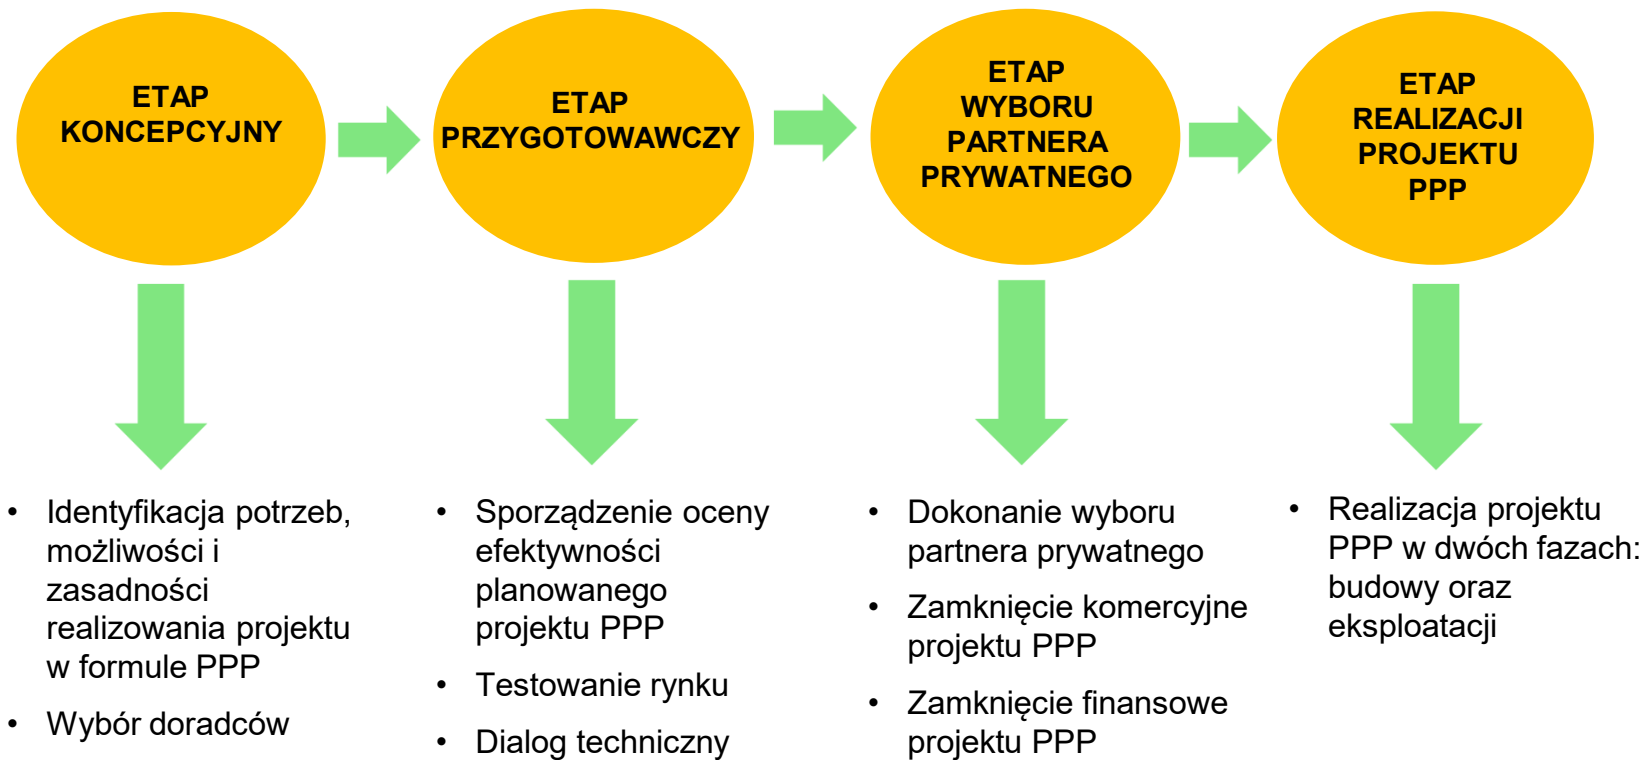 ETAP
KONCEPCYJNY
ETAP
PRZYGOTOWAWCZY
ETAP
WYBORU
PARTNERA
PRYWATNEGO
ETAP
REALIZACJI
PROJEKTU
PPP
• Identyfikacja potrzeb,
możliwości i
zasadności
realizowania projektu
w formule PPP
• Wybór doradców
• Sporządzenie oceny
efektywności
planowanego
projektu PPP
• Testowanie rynku
• Dialog techniczny
• Dokonanie wyboru
partnera prywatnego
• Zamknięcie komercyjne
projektu PPP
• Zamknięcie finansowe
projektu PPP
• Realizacja projektu
PPP w dwóch fazach:
budowy oraz
eksploatacji